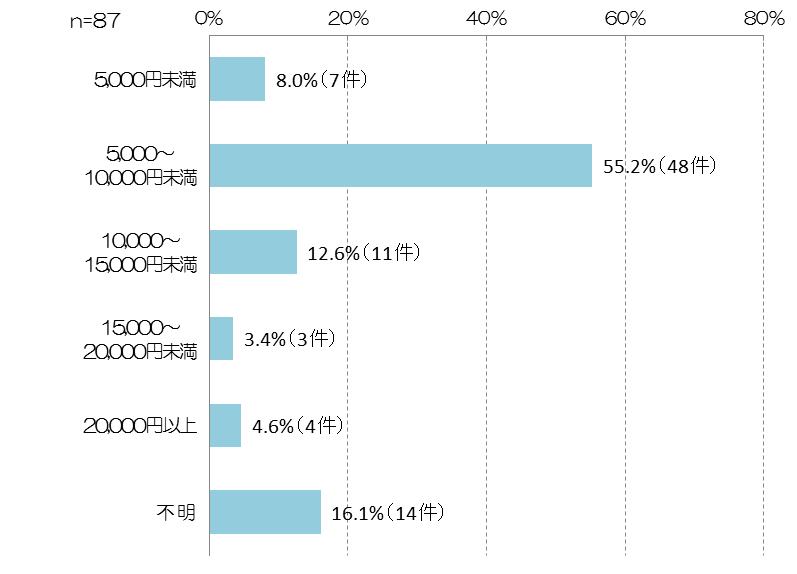 n=87
0% 20% 40% 60% 80%
5,000円未満
8.0%(7件)
5,000～
10,000円未満
55.2%(48件)
10,000～
15,000円未満
12.6%(11件)
15,000～
20,000円未満
3.4%(3件)
20,000円以上
4.6%(4件)
不明
16.1%(14件)